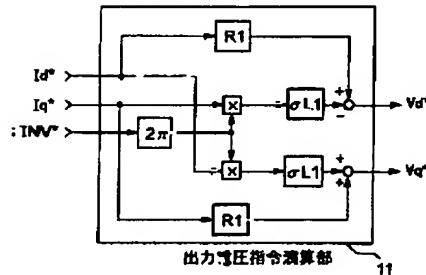 R1
Id*
Iq*
INV*
2π
×
σL1
+
−
Vd*
×
σL1
+
+
Vq*
R1
出力電圧指令演算部
11